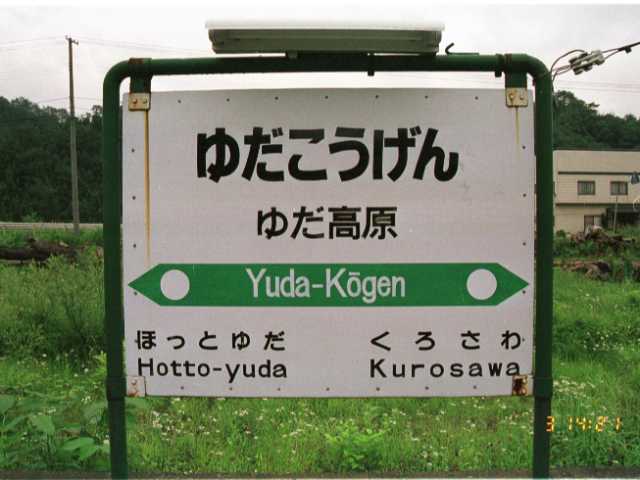 ゆだこうげん
ゆだ高原
Yuda-Kōgen
ほっとゆだ くろさわ
Hotto-yuda Kurosawa
3 14:21